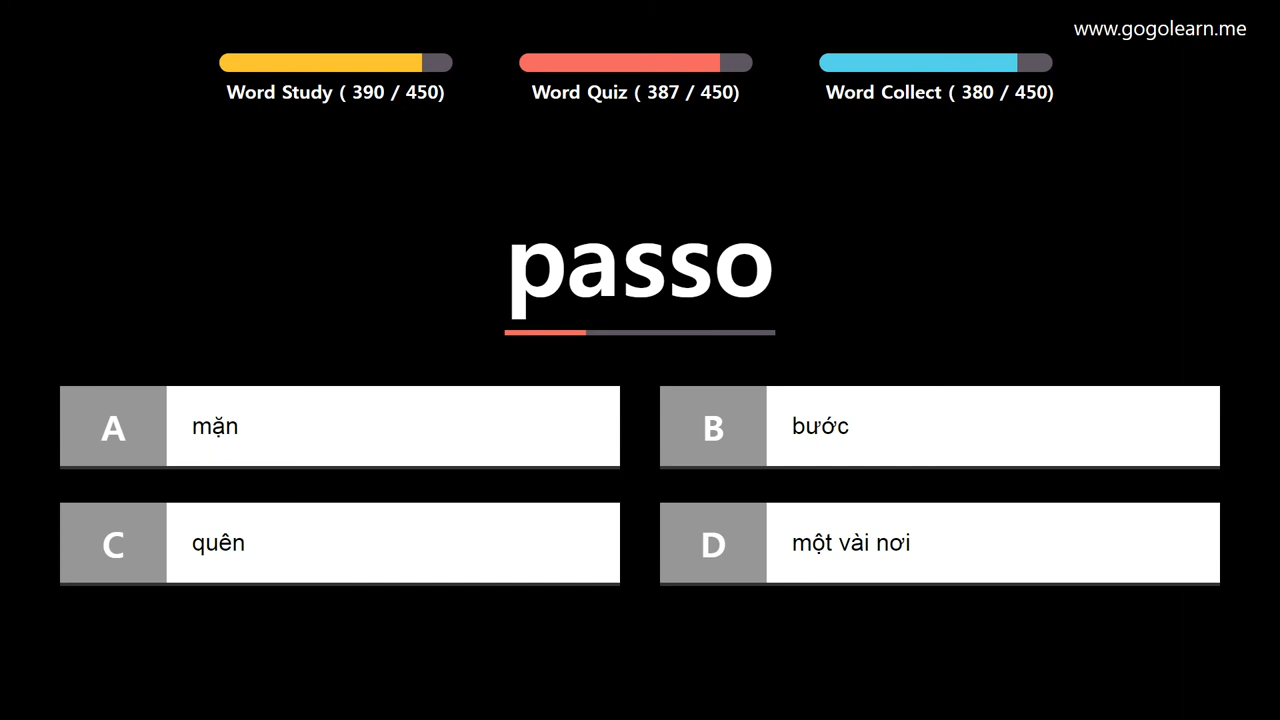 www.gogolearn.me
Word Study ( 390 / 450)
Word Quiz ( 387 / 450)
Word Collect ( 380 / 450)
passo
A mặn
B bước
C quên
D một vài nơi